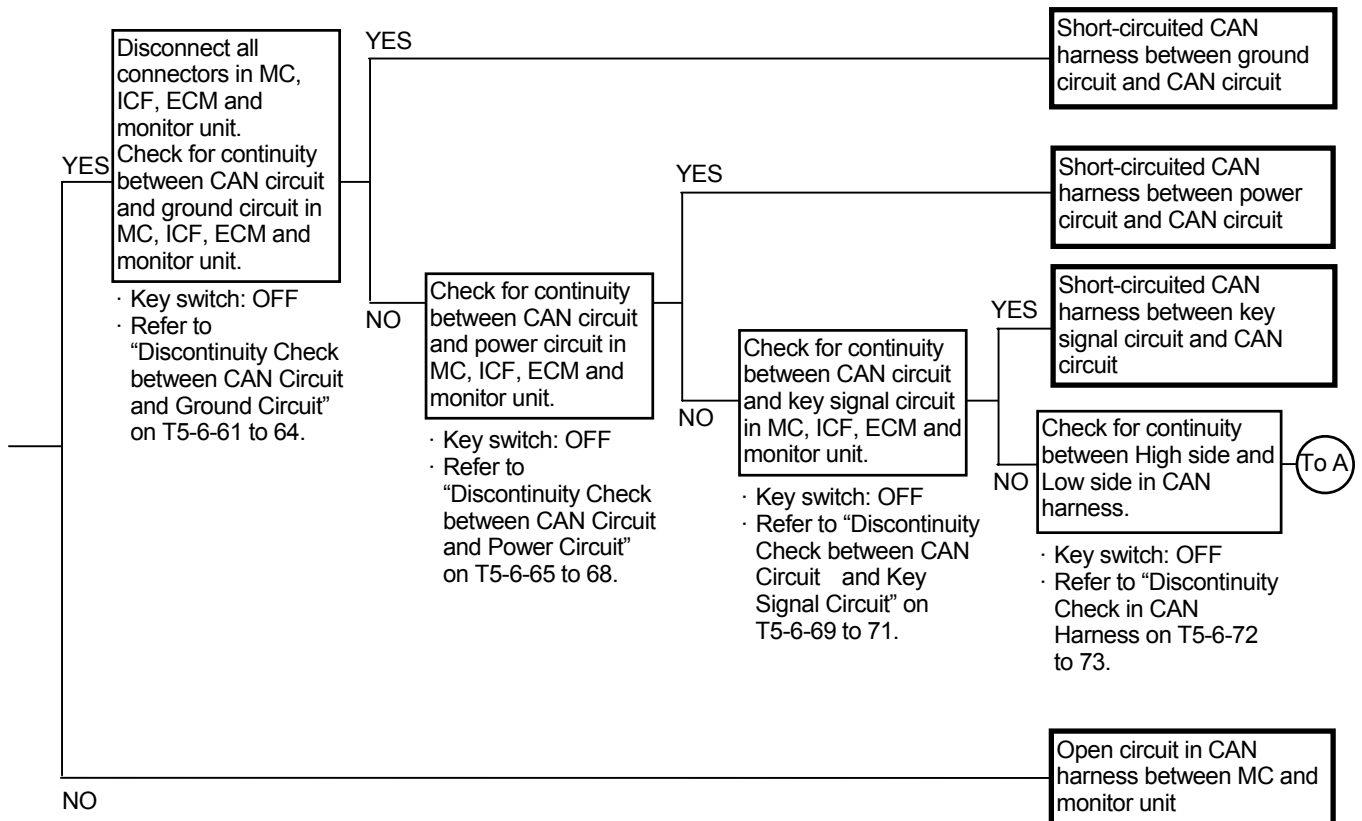 YES
Disconnect all
connectors in MC,
ICF, ECM and
monitor unit.
Check for continuity
between CAN circuit
and ground circuit in
MC, ICF, ECM and
monitor unit.
· Key switch: OFF
· Refer to
“Discontinuity Check
between CAN Circuit
and Ground Circuit”
on T5-6-61 to 64.
YES
Short-circuited CAN
harness between ground
circuit and CAN circuit
NO
Check for continuity
between CAN circuit
and power circuit in
MC, ICF, ECM and
monitor unit.
· Key switch: OFF
· Refer to
“Discontinuity Check
between CAN Circuit
and Power Circuit”
on T5-6-65 to 68.
YES
Short-circuited CAN
harness between power
circuit and CAN circuit
NO
Check for continuity
between CAN circuit
and key signal circuit
in MC, ICF, ECM and
monitor unit.
· Key switch: OFF
· Refer to “Discontinuity
Check between CAN
Circuit and Key
Signal Circuit” on
T5-6-69 to 71.
YES
Short-circuited CAN
harness between key
signal circuit and CAN
circuit
NO
Check for continuity
between High side and
Low side in CAN
harness.
· Key switch: OFF
· Refer to “Discontinuity
Check in CAN
Harness on T5-6-72
to 73.
To A
NO
Open circuit in CAN
harness between MC and
monitor unit